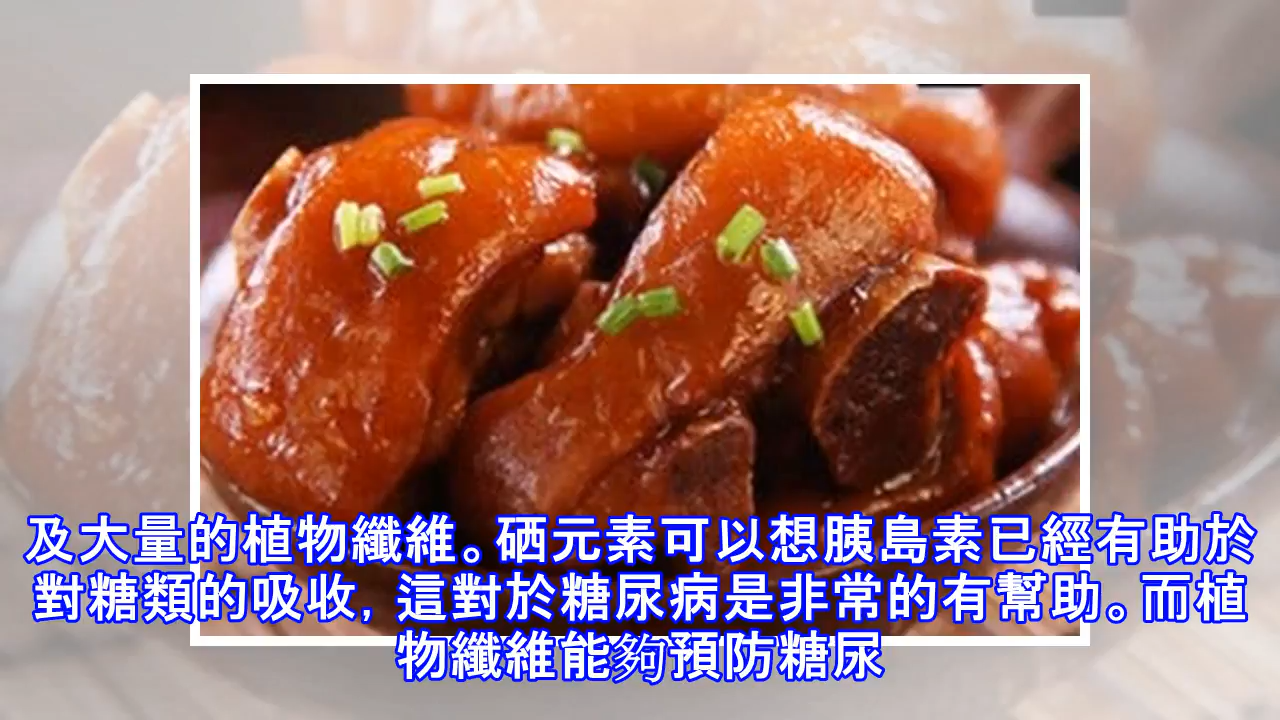 及大量的植物纖維。硒元素可以想胰島素已經有助於
對糖類的吸收，這對於糖尿病是非常的有幫助。而植
物纖維能夠預防糖尿